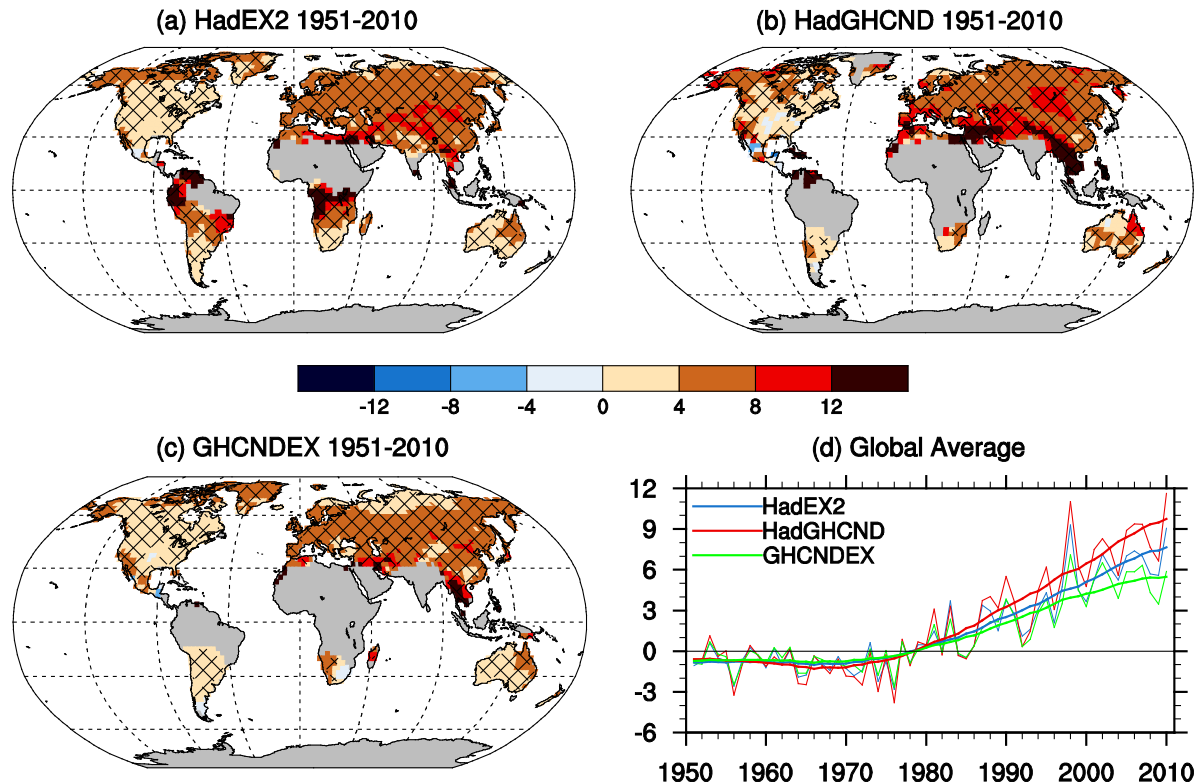 (a) HadEX2 1951-2010
(b) HadGHCND 1951-2010
-12 -8 -4 0 4 8 12
(c) GHCNDEX 1951-2010
(d) Global Average
12
9
6
3
0
-3
-6
HadEX2
HadGHCND
GHCNDEX
1950 1960 1970 1980 1990 2000 2010